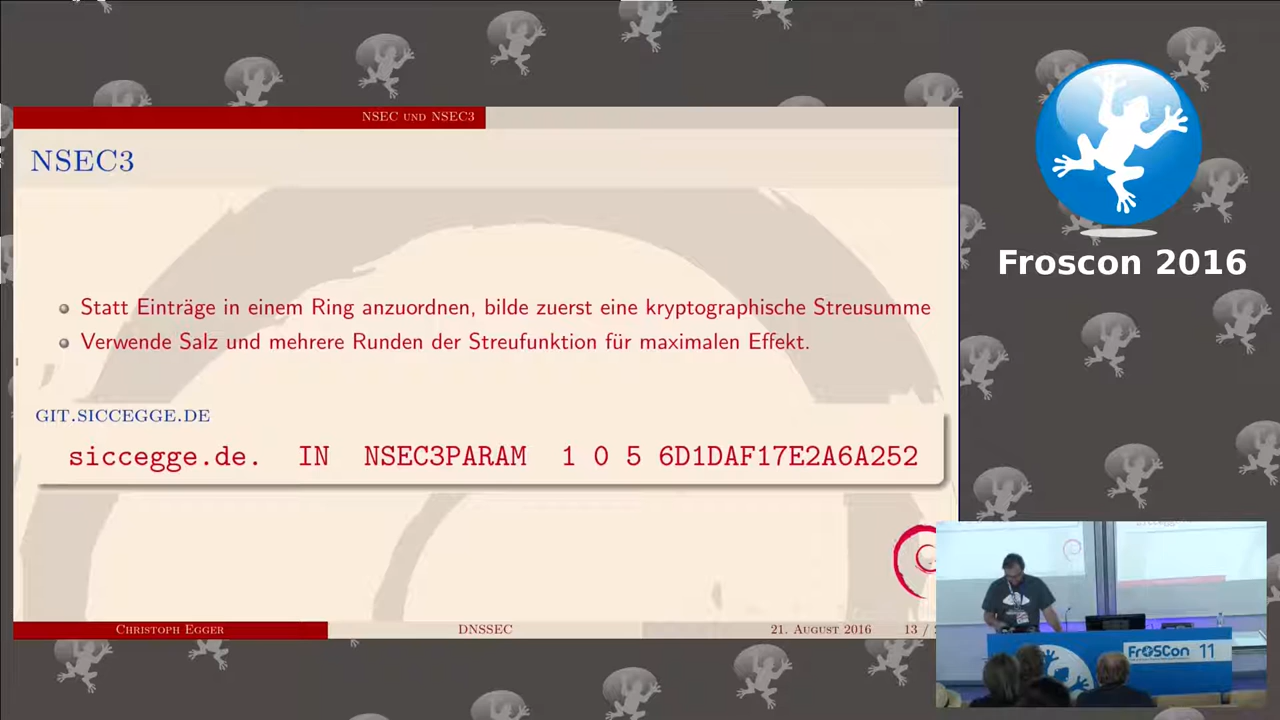 NSEC und NSEC3
NSEC3
Statt Einträge in einem Ring anzuordnen, bilde zuerst eine kryptographische Streusumme
Verwende Salz und mehrere Runden der Streufunktion für maximalen Effekt.
git.siccegge.de
siccegge.de. IN NSEC3PARAM 1 0 5 6D1DAF17E2A6A252
Christoph Egger
DNSSEC
21. August 2016
13 /
Froscon 2016
FrOSCon 11